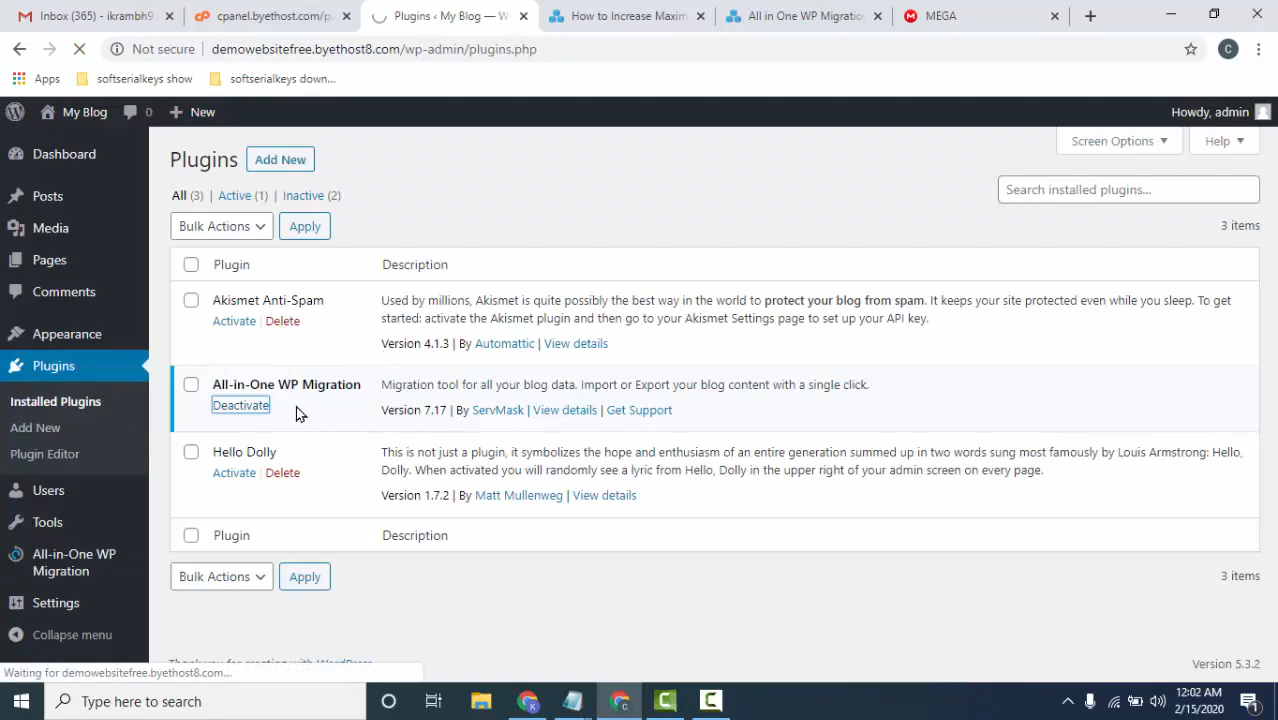 Inbox (365) - ikrambh9
cpanel.byethost.com/p
Plugins ‹ My Blog — W
How to Increase Maxim
All in One WP Migratio
MEGA
Not secure | demowebsitefree.byethost8.com/wp-admin/plugins.php
C
Apps
softserialkeys show
softserialkeys down...
My Blog
0
New
Howdy, admin
Screen Options
Help
Dashboard
Posts
Media
Pages
Comments
Appearance
Plugins
Installed Plugins
Add New
Plugin Editor
Users
Tools
All-in-One WP
Migration
Settings
Collapse menu
Plugins
Add New
All (3) | Active (1) | Inactive (2)
Search installed plugins...
Bulk Actions
Apply
3 items
Plugin
Description
Akismet Anti-Spam
Activate | Delete
Used by millions, Akismet is quite possibly the best way in the world to protect your blog from spam. It keeps your site protected even while you sleep. To get
started: activate the Akismet plugin and then go to your Akismet Settings page to set up your API key.
Version 4.1.3 | By Automattic | View details
All-in-One WP Migration
Deactivate
Migration tool for all your blog data. Import or Export your blog content with a single click.
Version 7.17 | By ServMask | View details | Get Support
Hello Dolly
Activate | Delete
This is not just a plugin, it symbolizes the hope and enthusiasm of an entire generation summed up in two words sung most famously by Louis Armstrong: Hello,
Dolly. When activated you will randomly see a lyric from Hello, Dolly in the upper right of your admin screen on every page.
Version 1.7.2 | By Matt Mullenweg | View details
Plugin
Description
Bulk Actions
Apply
3 items
Thank you for creating with WordPress
Version 5.3.2
Waiting for demowebsitefree.byethost8.com...
Type here to search
12:02 AM
2/15/2020
1